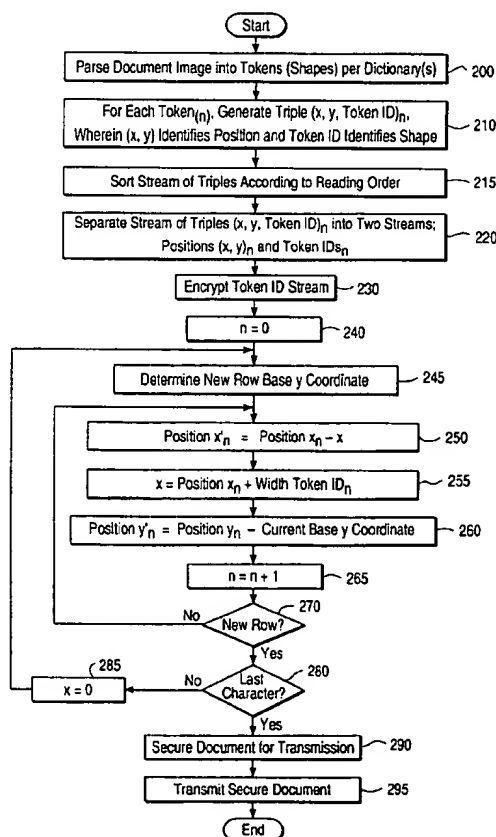 Start
Parse Document Image into Tokens (Shapes) per Dictionary(s)
200
For Each Token(n), Generate Triple (x, y, Token ID)n,
Wherein (x, y) Identifies Position and Token ID Identifies Shape
210
Sort Stream of Triples According to Reading Order
215
Separate Stream of Triples (x, y, Token ID)n into Two Streams;
Positions (x, y)n and Token IDsn
220
Encrypt Token ID Stream
230
n = 0
240
Determine New Row Base y Coordinate
245
Position x'n = Position xn – x
250
x = Position xn + Width Token IDn
255
Position y'n = Position yn – Current Base y Coordinate
260
n = n + 1
265
270
No
New Row?
Yes
285
No
280
x = 0
Last
Character?
Yes
Secure Document for Transmission
290
Transmit Secure Document
295
End